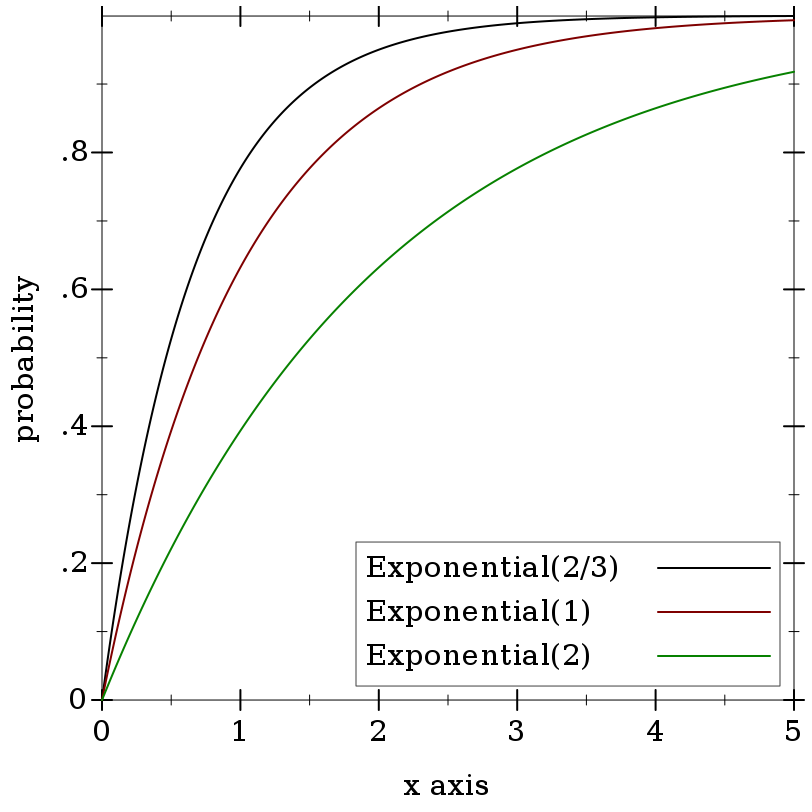 .8
.6
.4
.2
0
probability
0 1 2 3 4 5
x axis
Exponential(2/3)
Exponential(1)
Exponential(2)